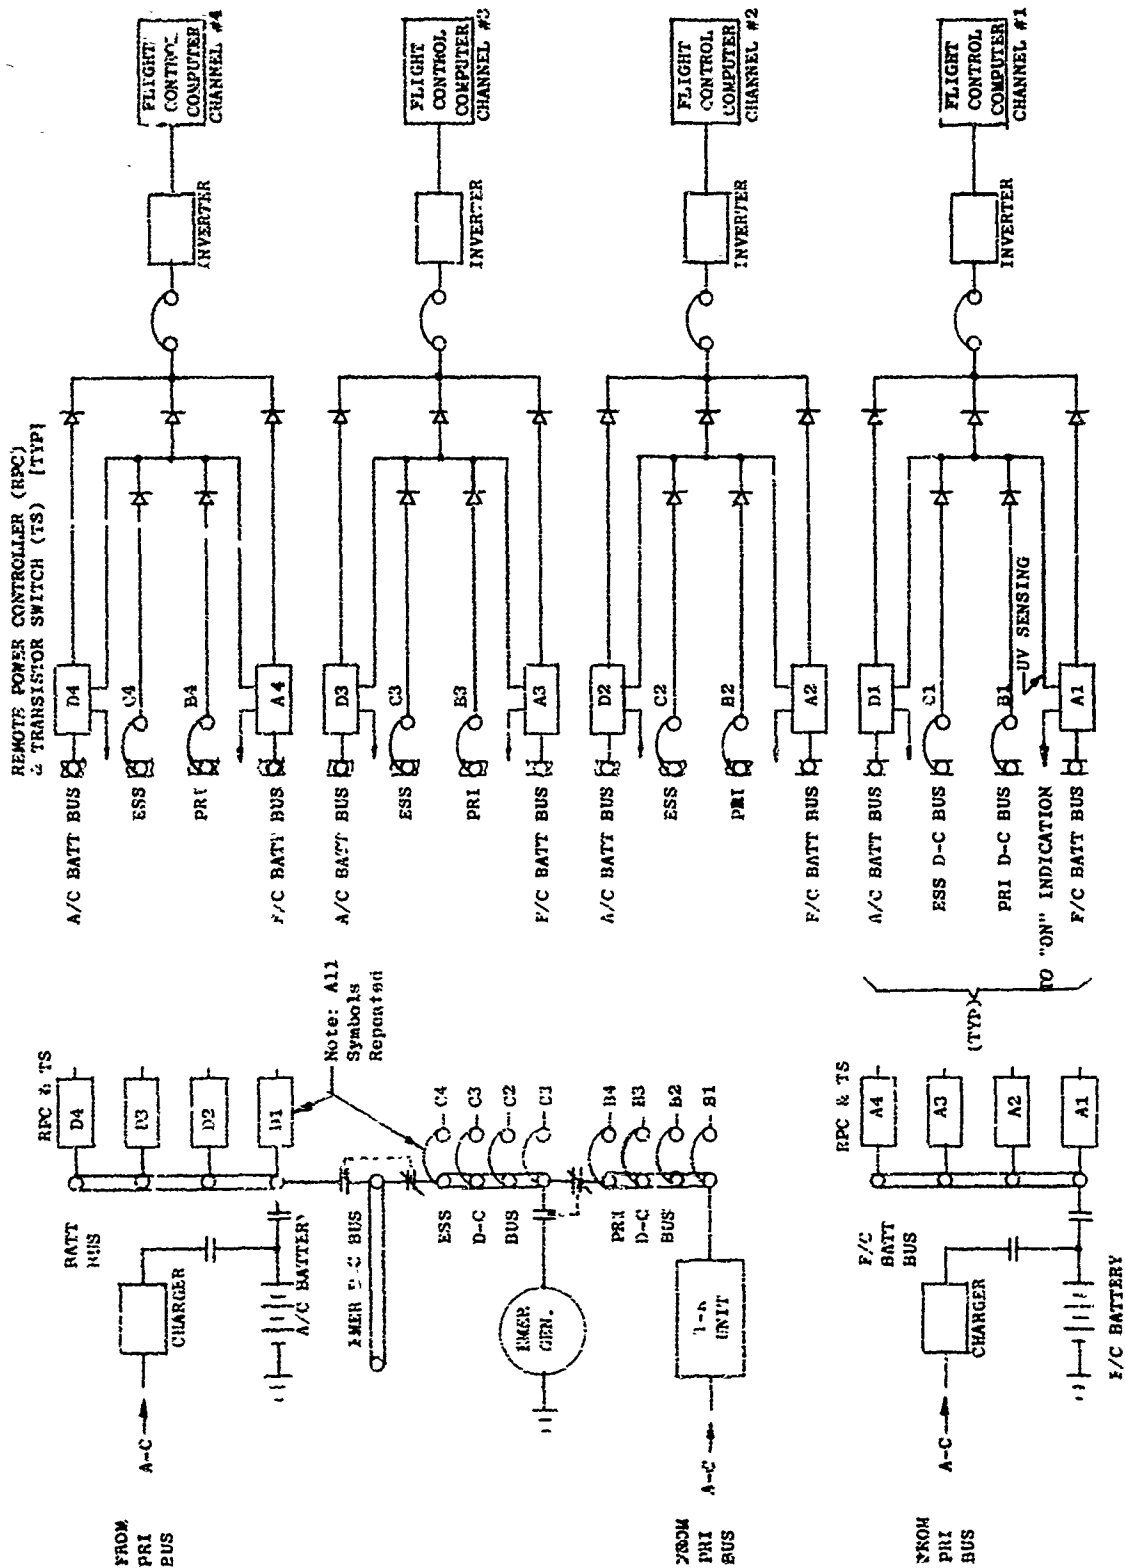 REMOTE POWER CONTROLLER (RPC)
& TRANSISTOR SWITCH (TS) [TYP]
FROM
PRI
BUS
A-C
CHARGER
A/C BATTERY
BATT
BUS
RPC & TS
D4
D3
D2
D1
Note: All
Symbols
Repeated
EMER D-C BUS
EMER
GEN.
ESS
D-C
BUS
C4
C3
C2
C1
FROM
PRI
BUS
A-C
T-R
UNIT
PRI
D-C
BUS
B4
B3
B2
B1
FROM
PRI
BUS
A-C
CHARGER
F/C BATTERY
F/C
BATT
BUS
RPC & TS
A4
A3
A2
A1
(TYP)
A/C BATT BUS
D4
ESS
C4
PRI
B4
F/C BATT BUS
A4
INVERTER
FLIGHT
CONTROL
COMPUTER
CHANNEL #4
A/C BATT BUS
D3
ESS
C3
PRI
B3
F/C BATT BUS
A3
INVERTER
FLIGHT
CONTROL
COMPUTER
CHANNEL #3
A/C BATT BUS
D2
ESS
C2
PRI
B2
F/C BATT BUS
A2
INVERTER
FLIGHT
CONTROL
COMPUTER
CHANNEL #2
A/C BATT BUS
D1
ESS D-C BUS
C1
PRI D-C BUS
B1
UV SENSING
TO "ON" INDICATION
F/C BATT BUS
A1
INVERTER
FLIGHT
CONTROL
COMPUTER
CHANNEL #1